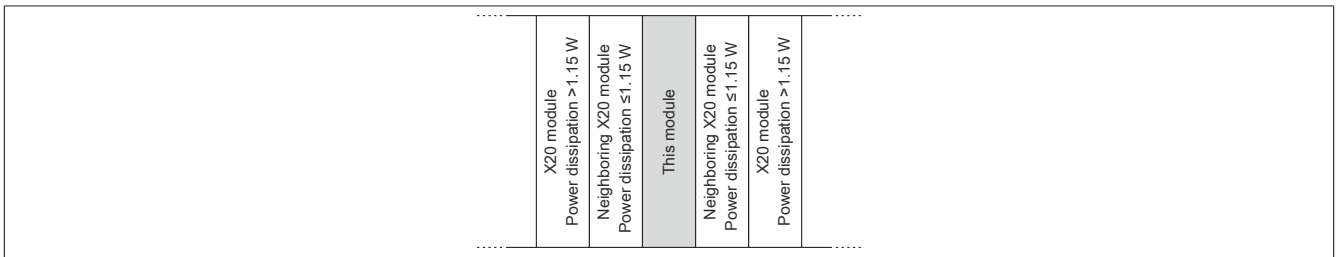 X20 module
Power dissipation >1.15 W
Neighboring X20 module
Power dissipation ≤1.15 W
This module
Neighboring X20 module
Power dissipation ≤1.15 W
X20 module
Power dissipation >1.15 W